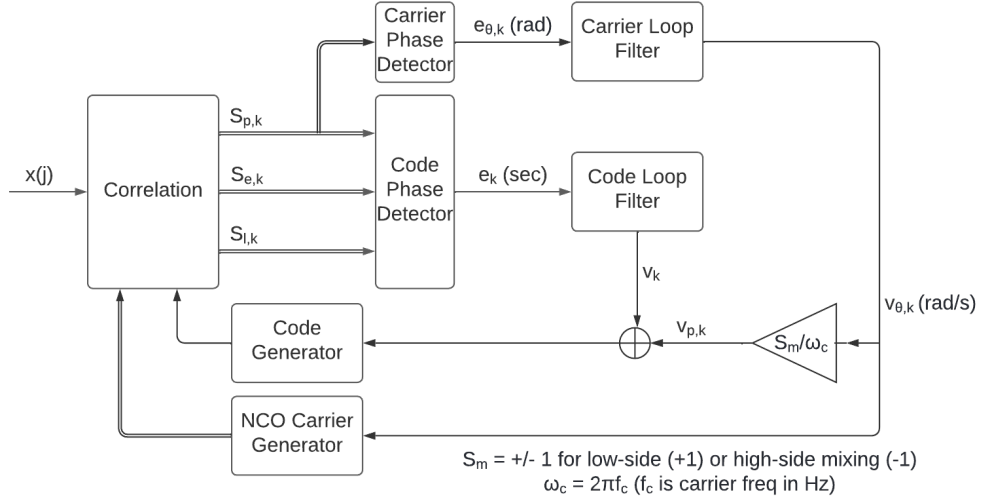 Carrier
Phase
Detector
e_θ,k (rad)
Carrier Loop
Filter
x(j)
Correlation
S_p,k
S_e,k
S_l,k
Code
Phase
Detector
e_k (sec)
Code Loop
Filter
v_k
v_θ,k (rad/s)
Code
Generator
v_p,k
S_m/ω_c
NCO Carrier
Generator
S_m = +/- 1 for low-side (+1) or high-side mixing (-1)
ω_c = 2πf_c (f_c is carrier freq in Hz)